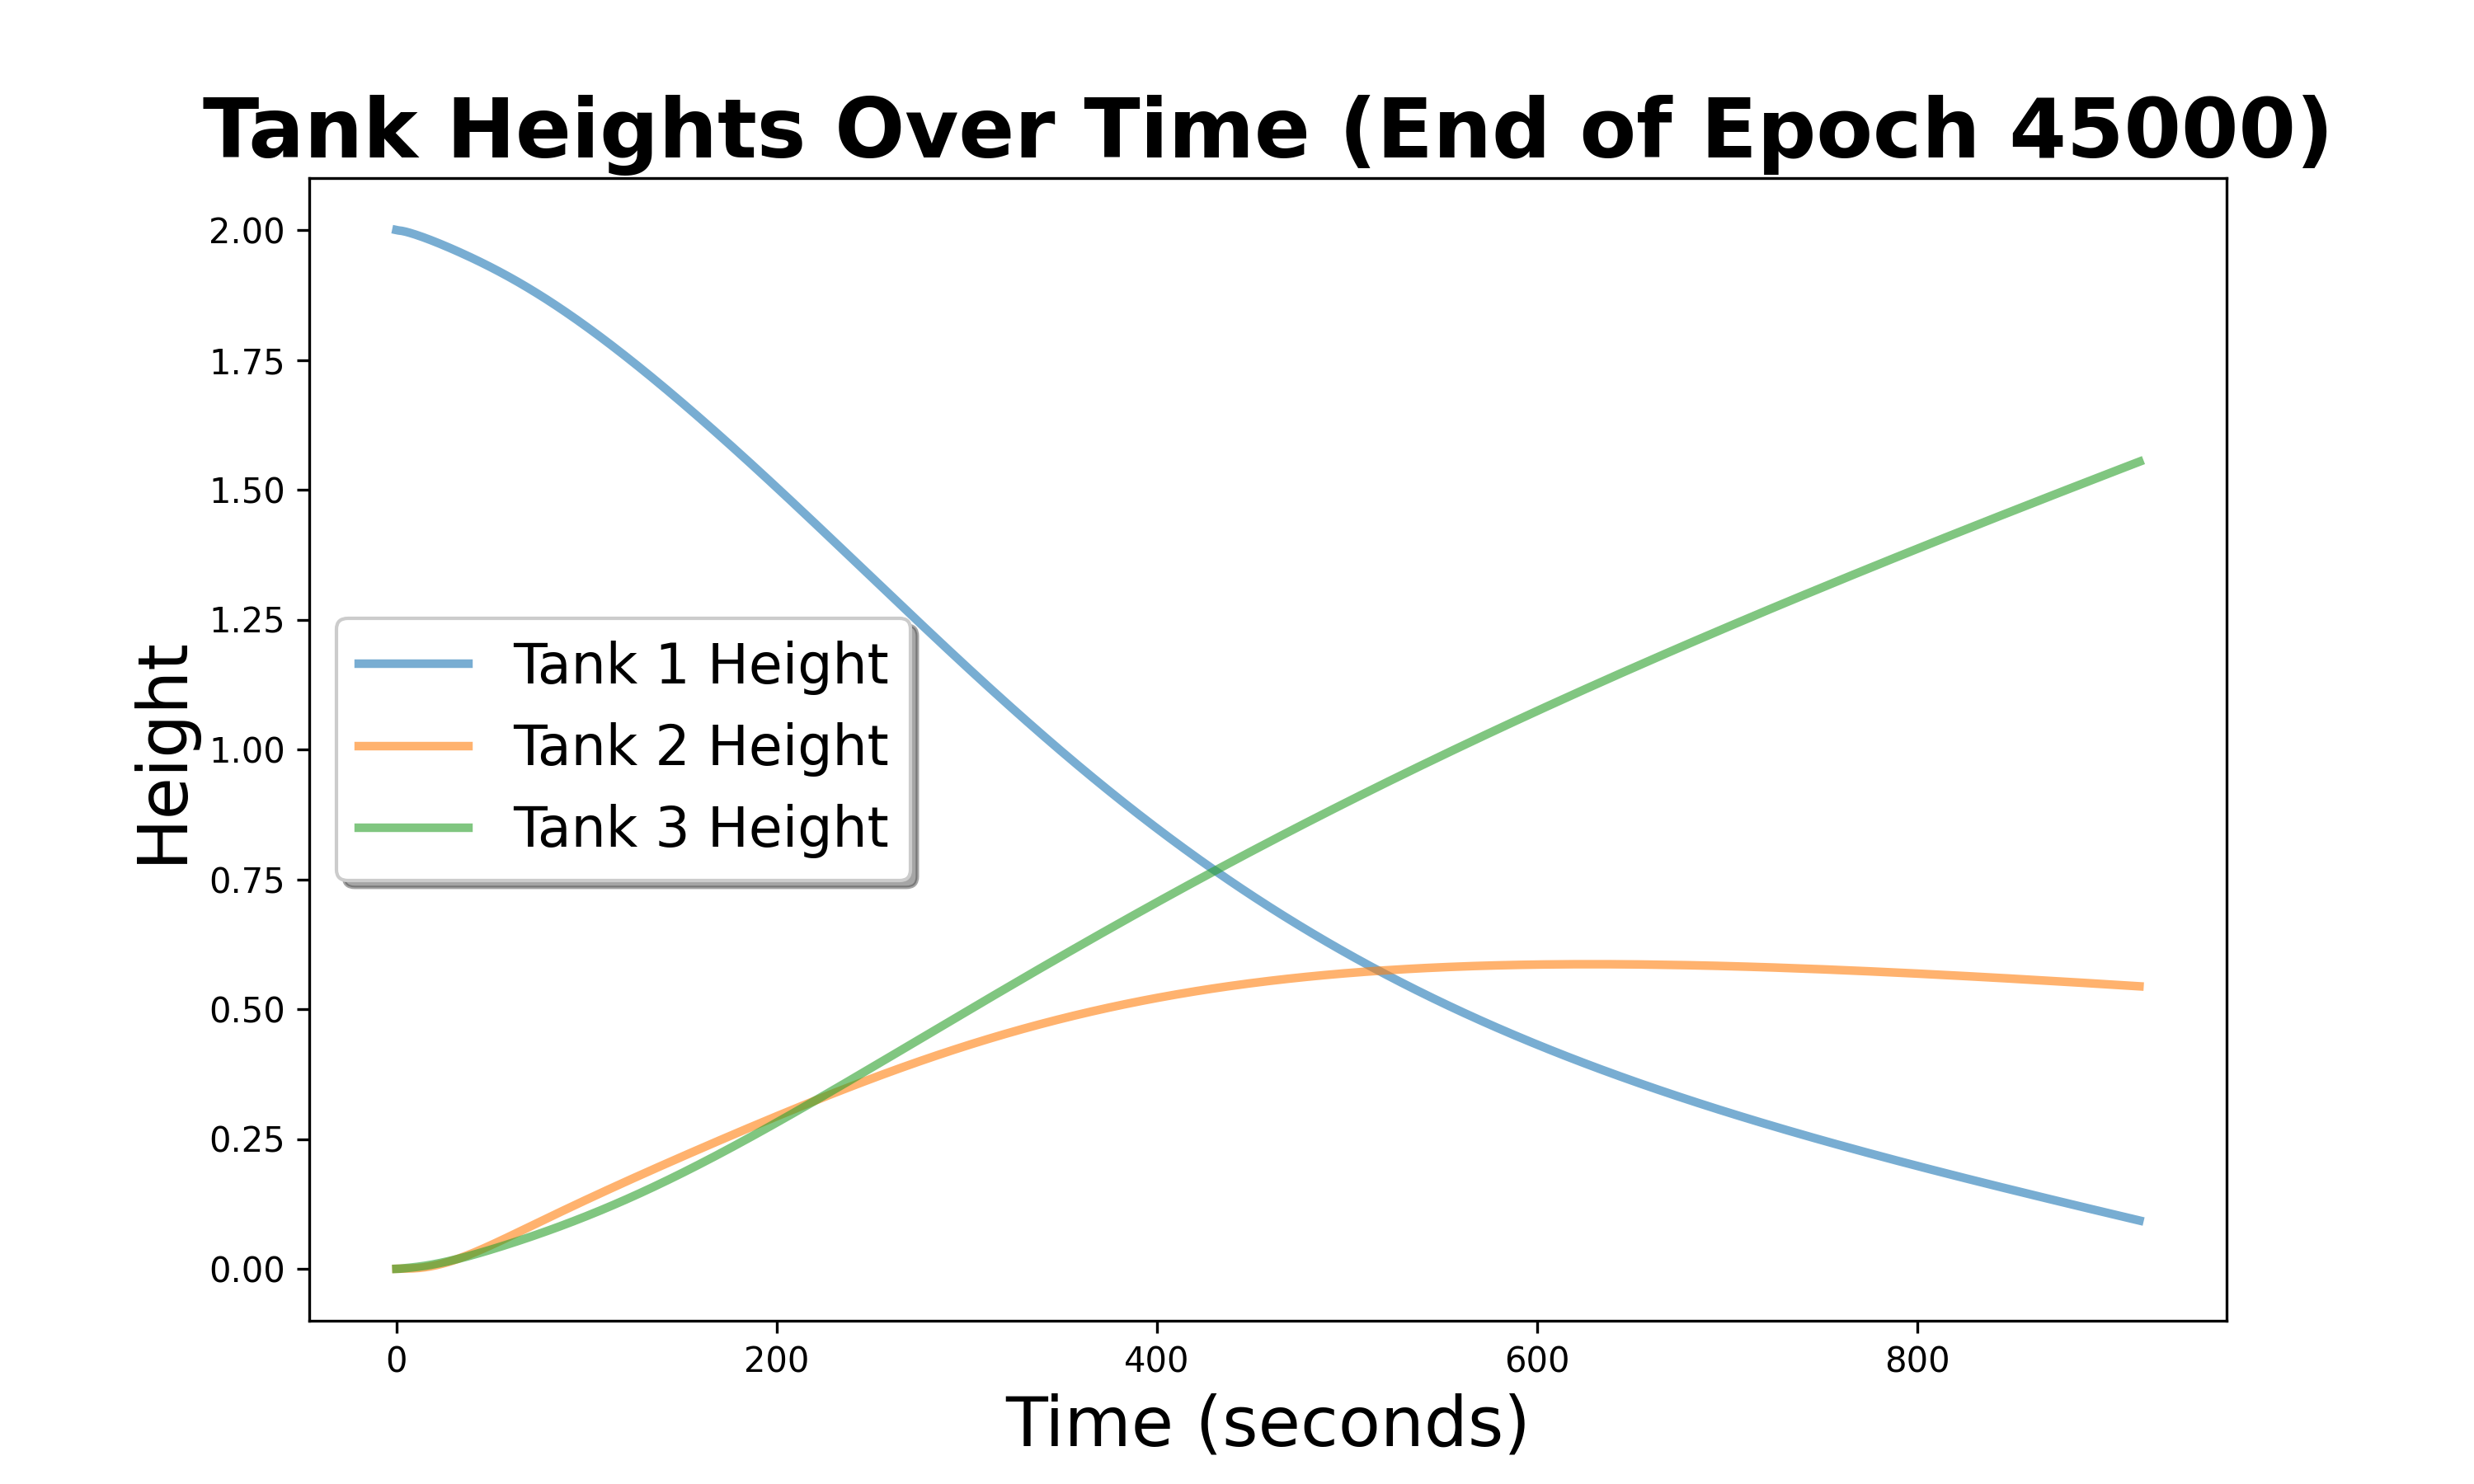 Tank Heights Over Time (End of Epoch 45000)
2.00
1.75
1.50
1.25
1.00
0.75
0.50
0.25
0.00
Height
Tank 1 Height
Tank 2 Height
Tank 3 Height
0 200 400 600 800
Time (seconds)